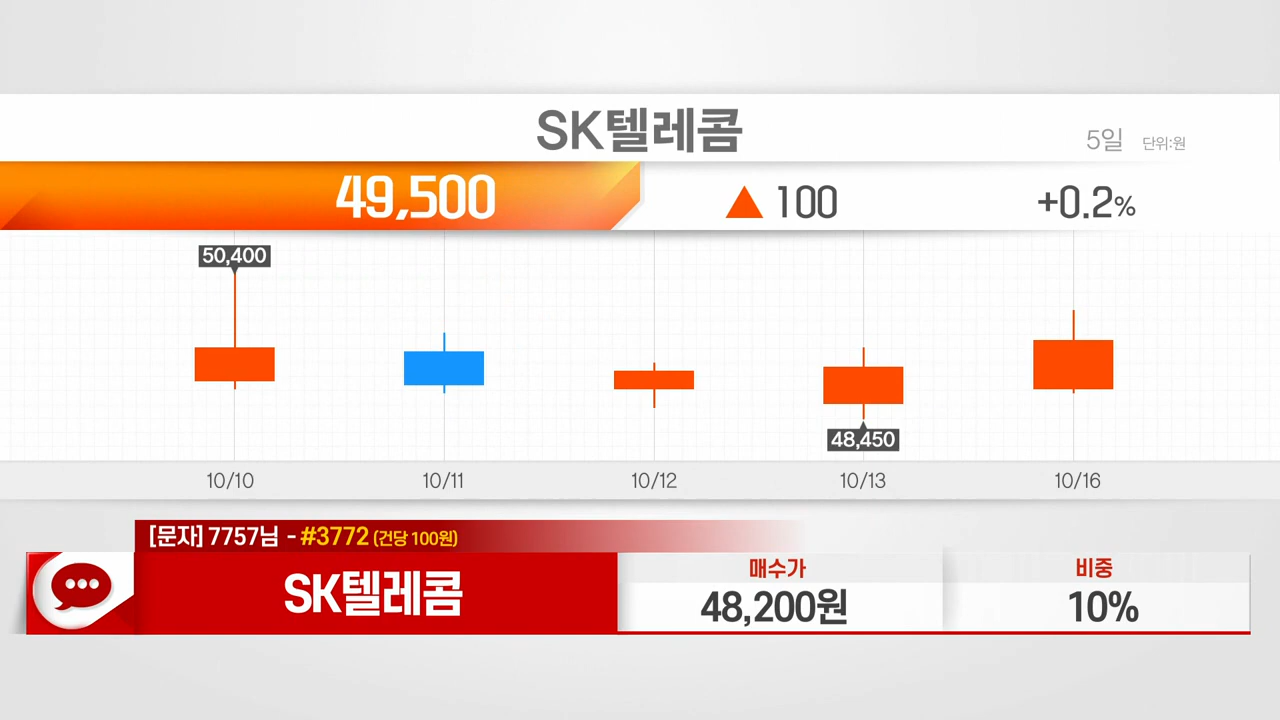 SK텔레콤
5일 단위:원
49,500 ▲ 100 +0.2%
50,400
48,450
10/10 10/11 10/12 10/13 10/16
[문자] 7757님 - #3772 (건당 100원)
SK텔레콤
매수가 비중
48,200원 10%